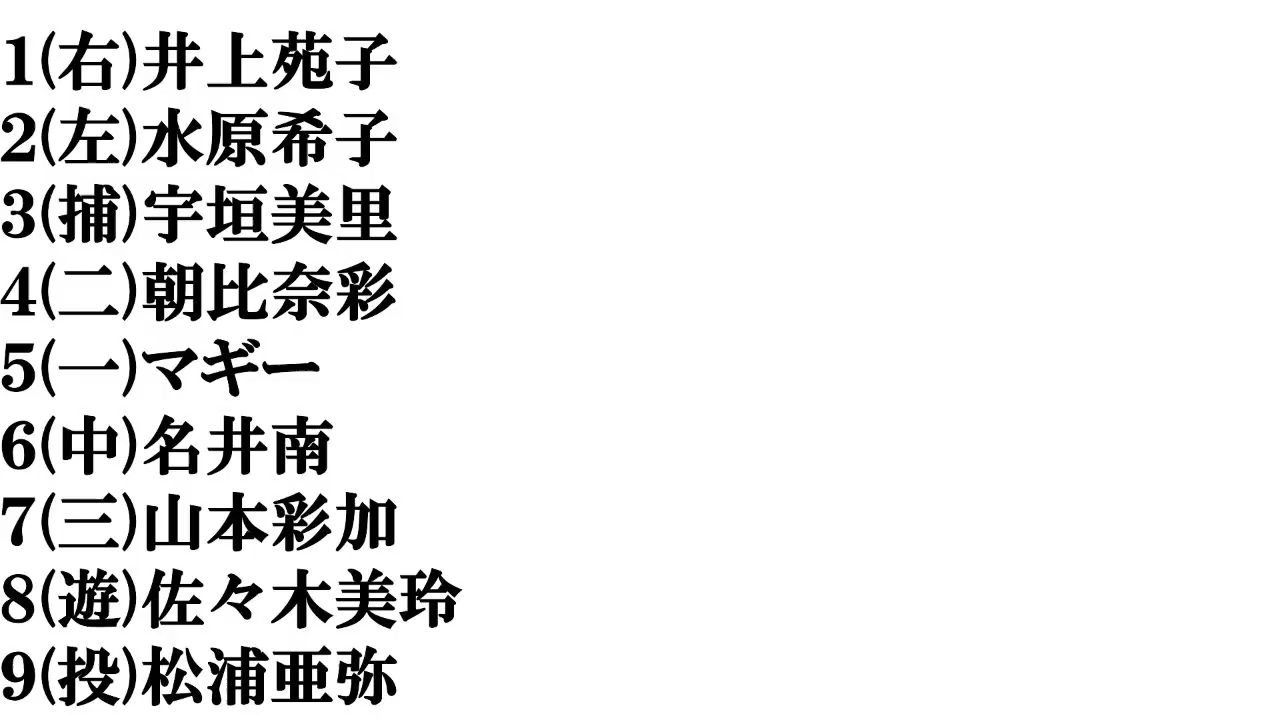 1(右)井上苑子
2(左)水原希子
3(捕)宇垣美里
4(二)朝比奈彩
5(一)マギー
6(中)名井南
7(三)山本彩加
8(遊)佐々木美玲
9(投)松浦亜弥